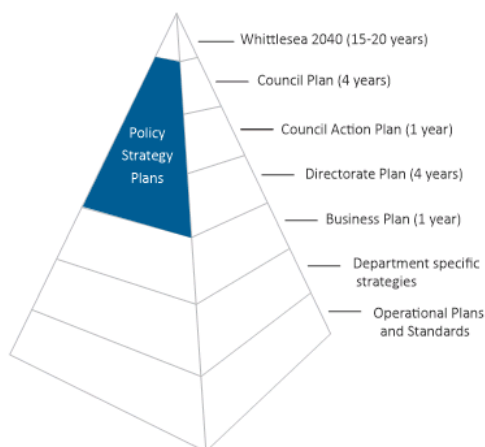 Whittlesea 2040 (15-20 years)
Council Plan (4 years)
Policy
Strategy
Plans
Council Action Plan (1 year)
Directorate Plan (4 years)
Business Plan (1 year)
Department specific
strategies
Operational Plans
and Standards